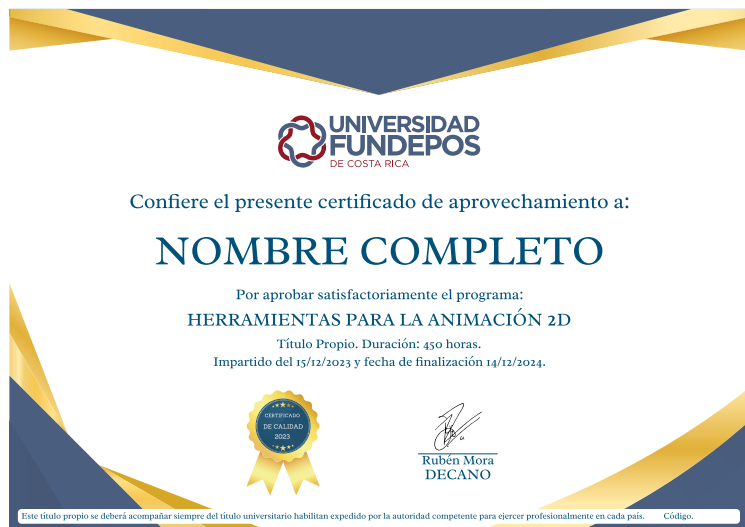 UNIVERSIDAD
FUNDEPOS
DE COSTA RICA
Confiere el presente certificado de aprovechamiento a:
NOMBRE COMPLETO
Por aprobar satisfactoriamente el programa:
HERRAMIENTAS PARA LA ANIMACIÓN 2D
Título Propio. Duración: 450 horas.
Impartido del 15/12/2023 y fecha de finalización 14/12/2024.
CERTIFICADO
DE CALIDAD
2023
Rubén Mora
DECANO
Este título propio se deberá acompañar siempre del título universitario habilitan expedido por la autoridad competente para ejercer profesionalmente en cada país. Código.